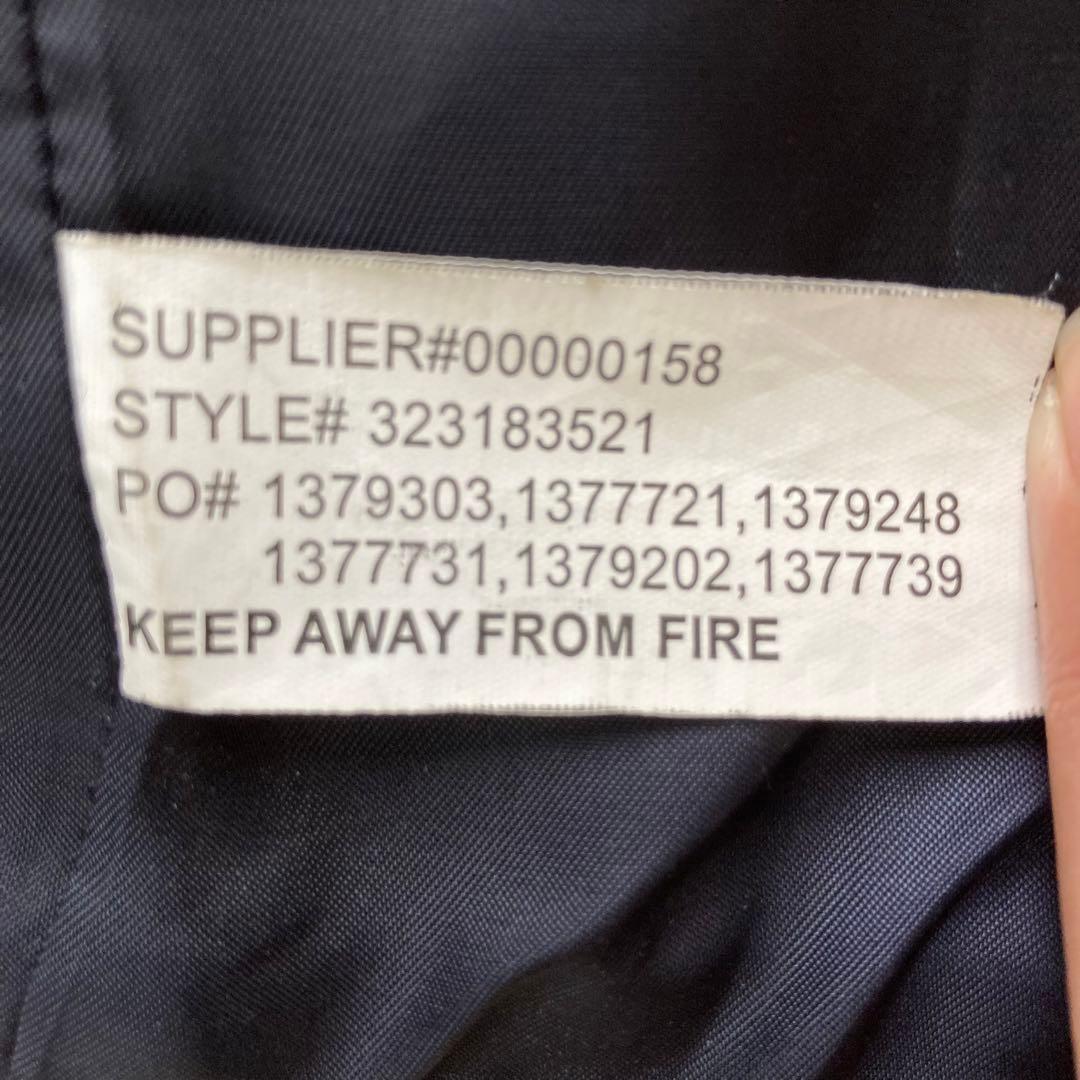 SUPPLIER#00000158
STYLE# 323183521
PO# 1379303,1377721,1379248
1377731,1379202,1377739
KEEP AWAY FROM FIRE